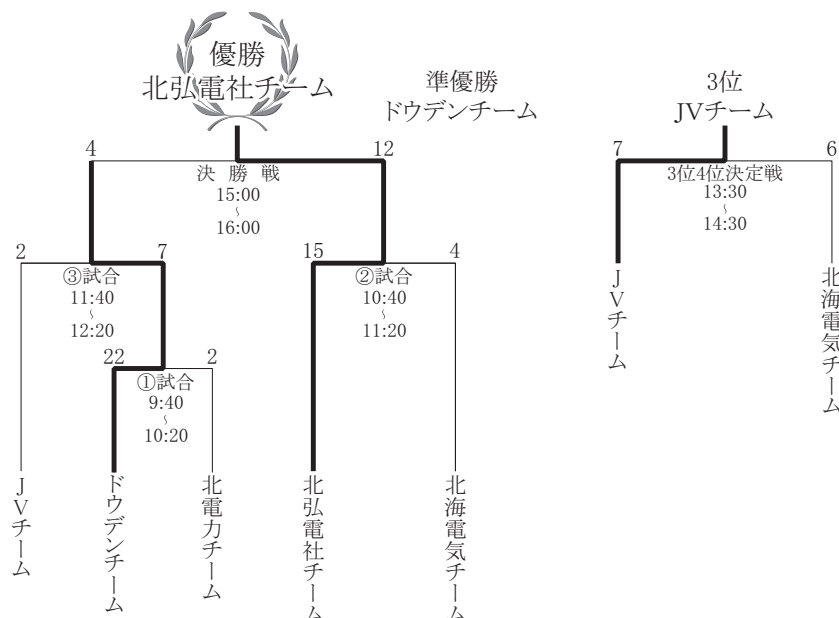 優勝
北弘電社チーム
準優勝
ドウデンチーム
3位
JVチーム
4
12
決勝戦
15:00
〜
16:00
7
6
3位4位決定戦
13:30
〜
14:30
2
7
③試合
11:40
〜
12:20
15
4
②試合
10:40
〜
11:20
JVチーム
北海電気チーム
22
2
①試合
9:40
〜
10:20
JVチーム
ドウデンチーム
北電力チーム
北弘電社チーム
北海電気チーム